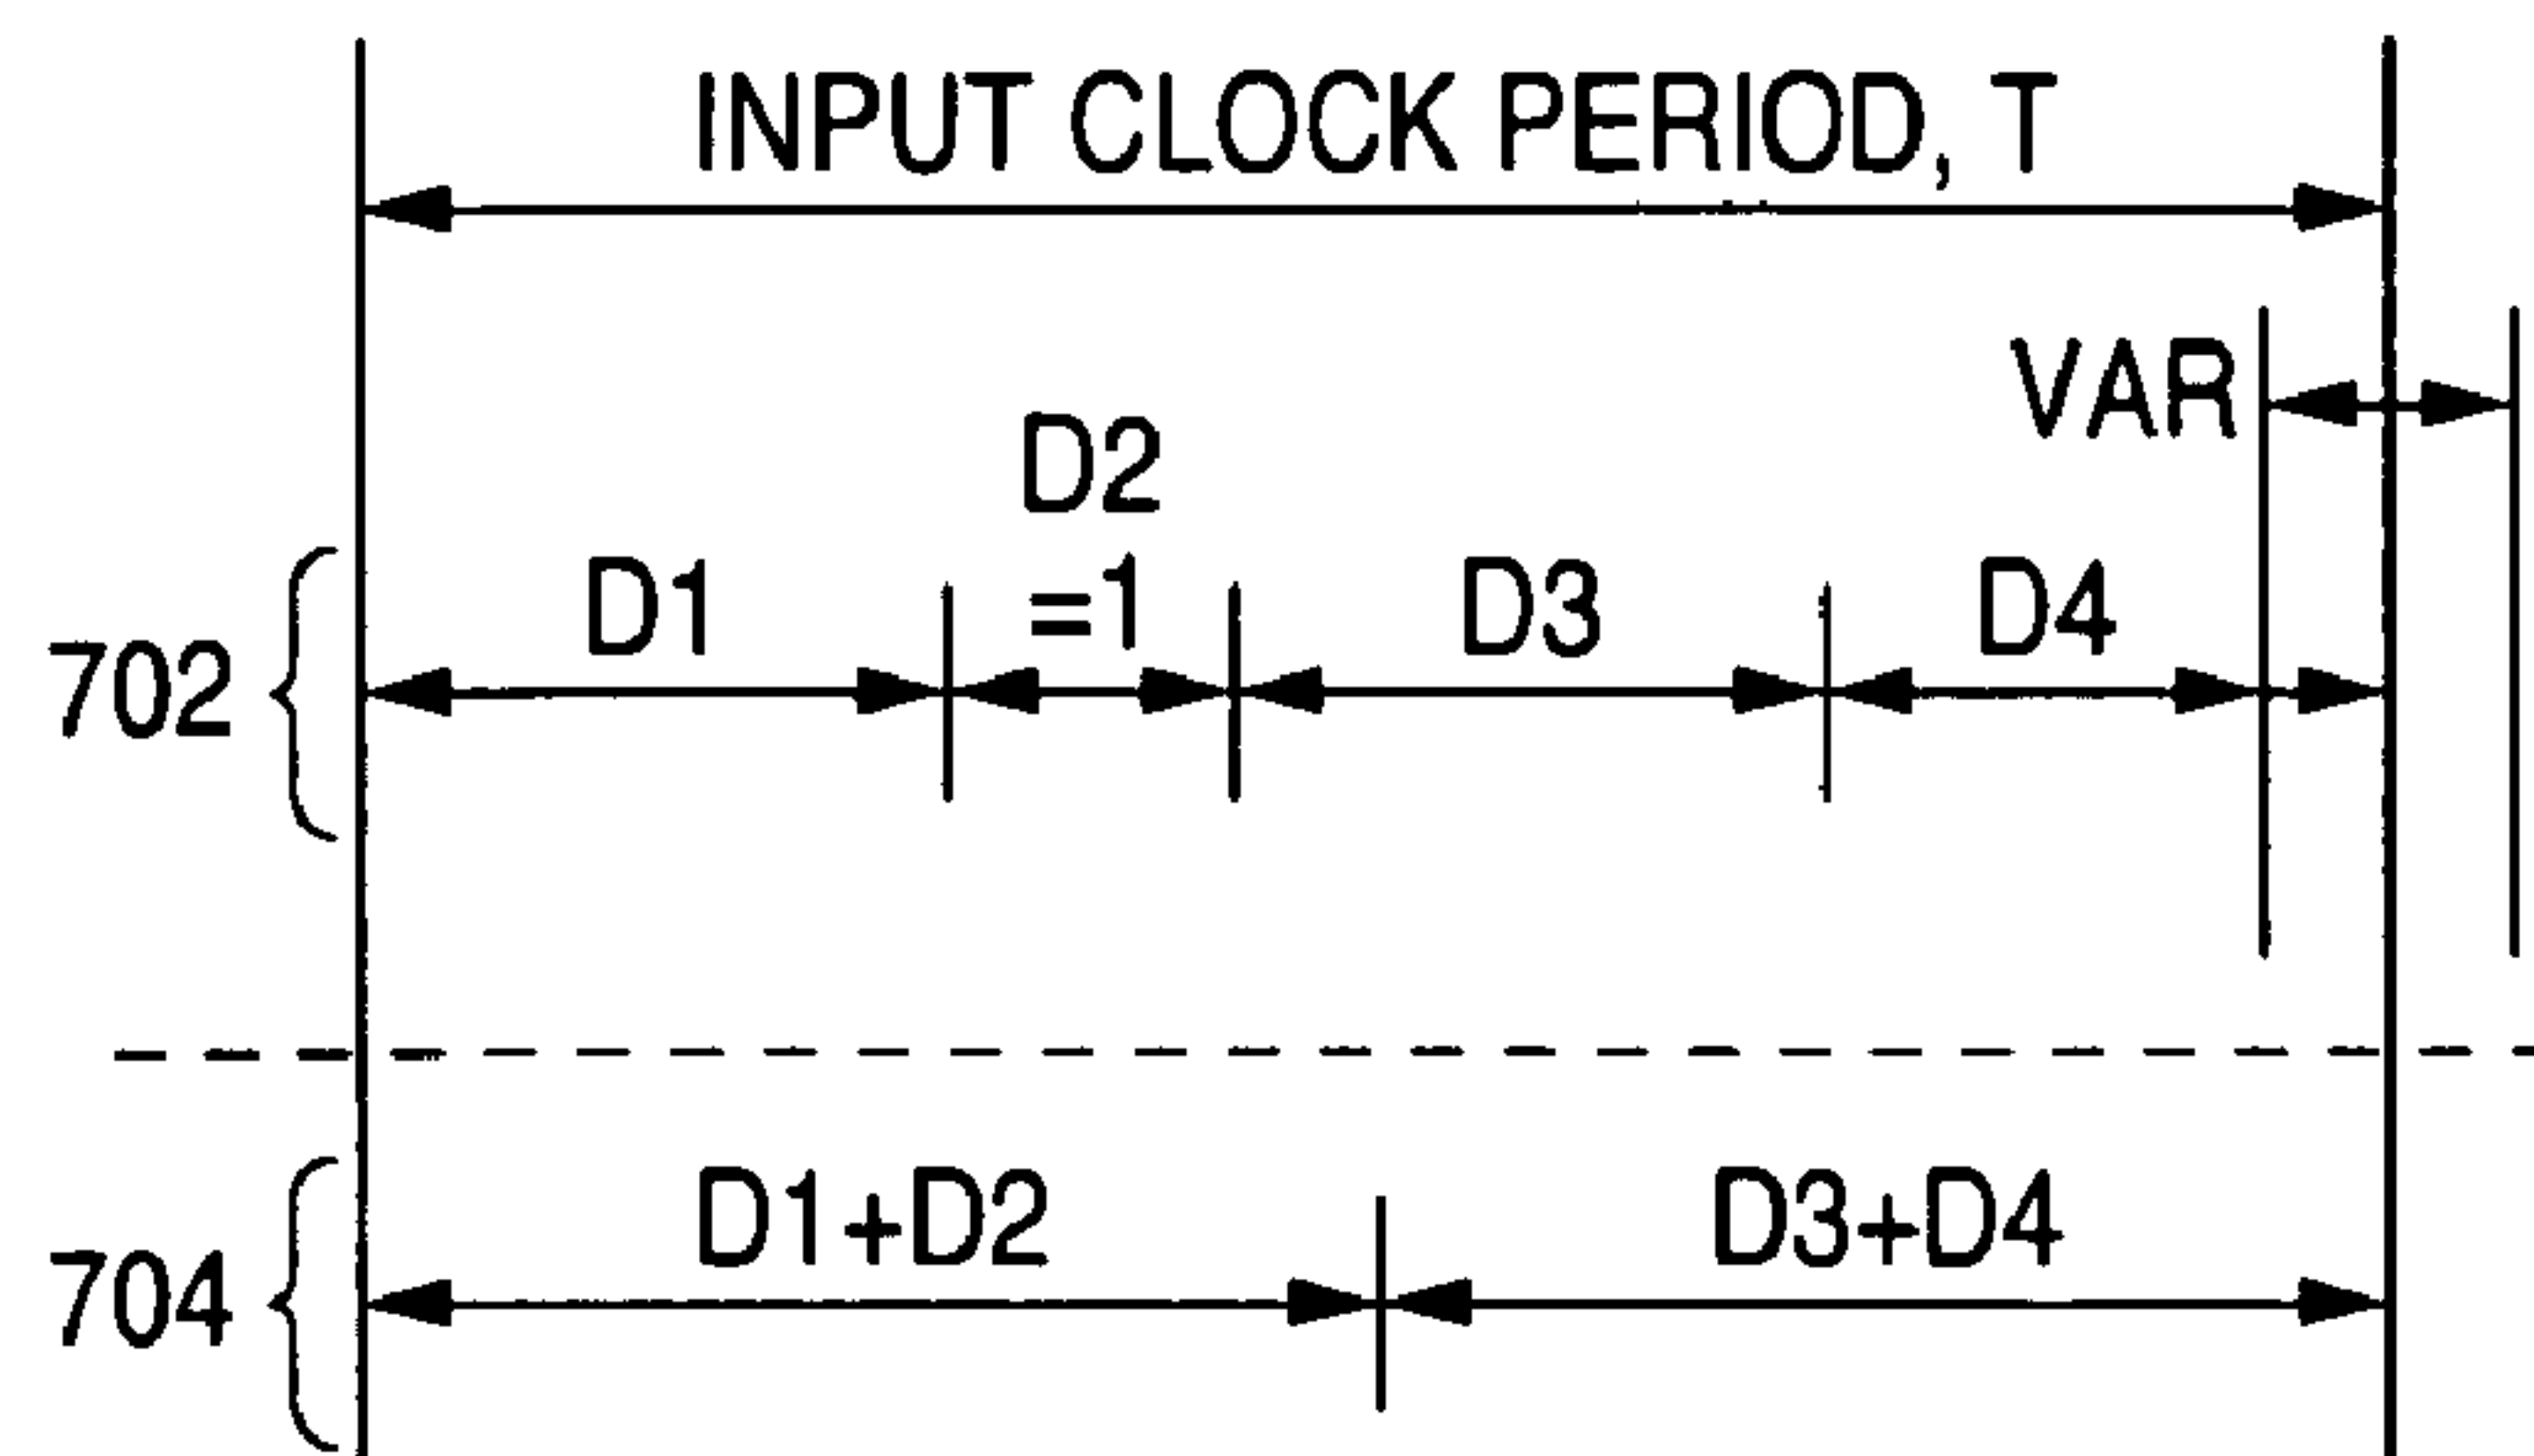 INPUT CLOCK PERIOD, T
VAR
D2
=1
D1
D3
D4
702
D1+D2
D3+D4
704